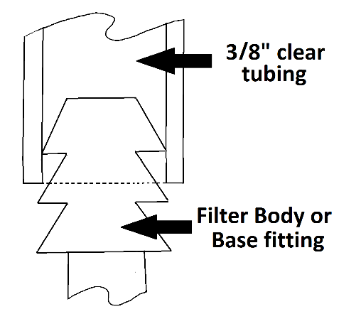 3/8" clear
tubing
Filter Body or
Base fitting